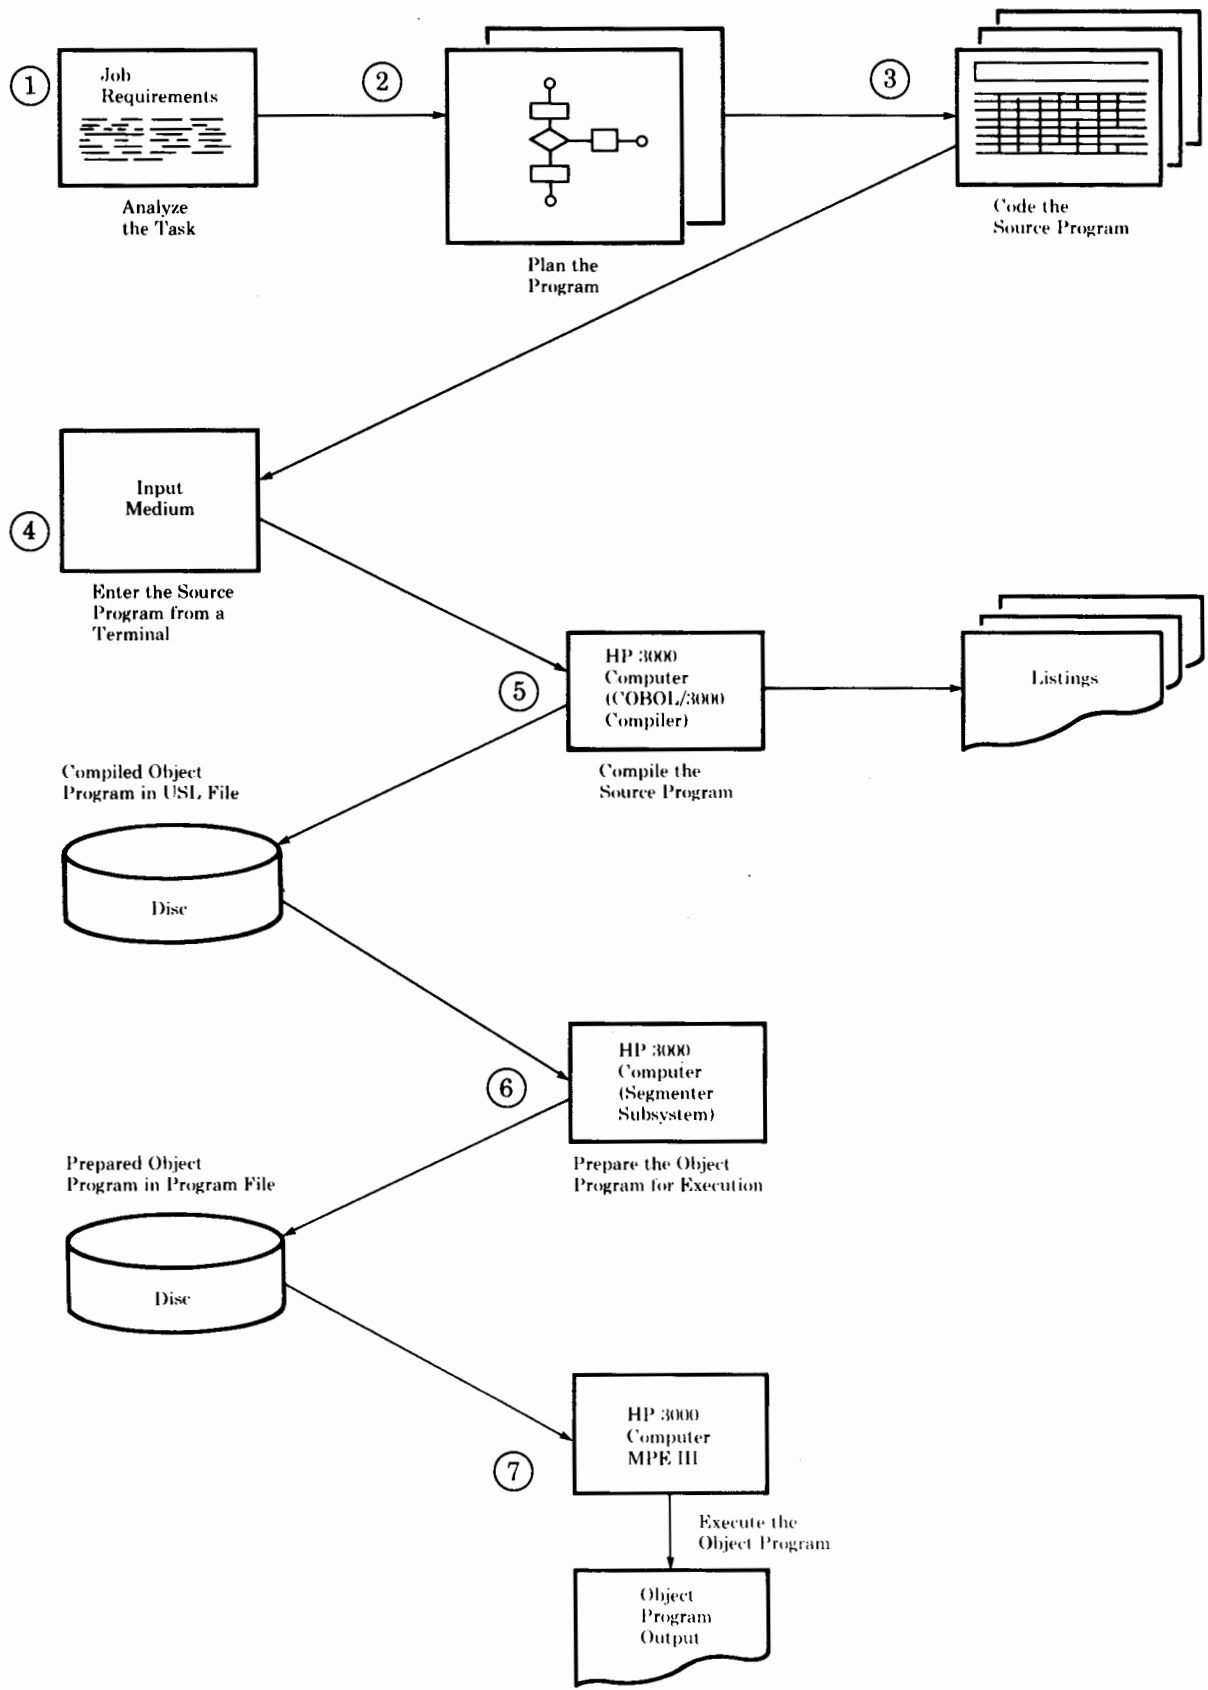 1
Job
Requirements
Analyze
the Task
2
Plan the
Program
3
Code the
Source Program
4
Input
Medium
Enter the Source
Program from a
Terminal
5
HP 3000
Computer
(COBOL/3000
Compiler)
Compile the
Source Program
Listings
Compiled Object
Program in USL File
Disc
6
HP 3000
Computer
(Segmenter
Subsystem)
Prepare the Object
Program for Execution
Prepared Object
Program in Program File
Disc
7
HP 3000
Computer
MPE III
Execute the
Object Program
Object
Program
Output